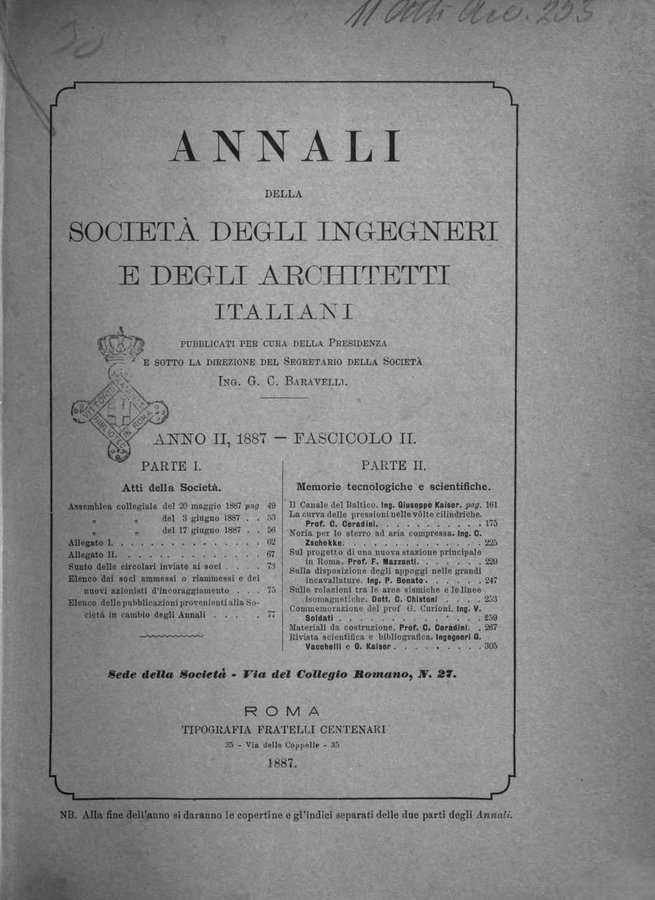 ANNALI
DELLA
SOCIETÀ DEGLI INGEGNERI
E DEGLI ARCHITETTI
ITALIANI
PUBBLICATI PER CURA DELLA PRESIDENZA
E SOTTO LA DIREZIONE DEL SEGRETARIO DELLA SOCIETÀ
ING. G. C. BARAVELLI.
VITTORIO
BIBLIOTECA
IN ROMA
ANNO II, 1887 — FASCICOLO II.
PARTE I.
Atti della Società.
Assemblea collegiale del 20 maggio 1887 pag 49
„ „ del 3 giugno 1887 . . 53
„ „ del 17 giugno 1887 . . 56
Allegato I. . . . . . . . . . . . . . . 62
Allegato II. . . . . . . . . . . . . . 67
Sunto delle circolari inviate ai soci . . . . 73
Elenco dei soci ammessi o riammessi e dei
nuovi azionisti d'incoraggiamento . . . 75
Elenco delle pubblicazioni provenienti alla So-
cietà in cambio degli Annali . . . . 77
PARTE II.
Memorie tecnologiche e scientifiche.
Il Canale del Baltico. Ing. Giuseppe Kaiser. pag. 161
La curva delle pressioni nelle vôlte cilindriche.
Prof. C. Ceradini. . . . . . . . . . . 175
Noria per lo sterro ad aria compressa. Ing. C.
Zschokke. . . . . . . . . . . . . . 225
Sul progetto di una nuova stazione principale
in Roma. Prof. F. Mazzanti. . . . . . . 229
Sulla disposizione degli appoggi nelle grandi
incavallature. Ing. P. Bonato. . . . . . . 247
Sulle relazioni tra le aree sismiche e le linee
isomagnetiche. Dott. C. Chistoni . . . . 253
Commemorazione del prof G. Curioni. Ing. V.
Soldati . . . . . . . . . . . . . . 259
Materiali da costruzione. Prof. C. Ceradini. . 267
Rivista scientifica e bibliografica. Ingegneri G.
Vacchelli e G. Kaiser . . . . . . . . . 305
Sede della Società - Via del Collegio Romano, N. 27.
ROMA
TIPOGRAFIA FRATELLI CENTENARI
35 - Via delle Coppelle - 35
1887.
NB. Alla fine dell'anno si daranno le copertine e gl'indici separati delle due parti degli Annali.